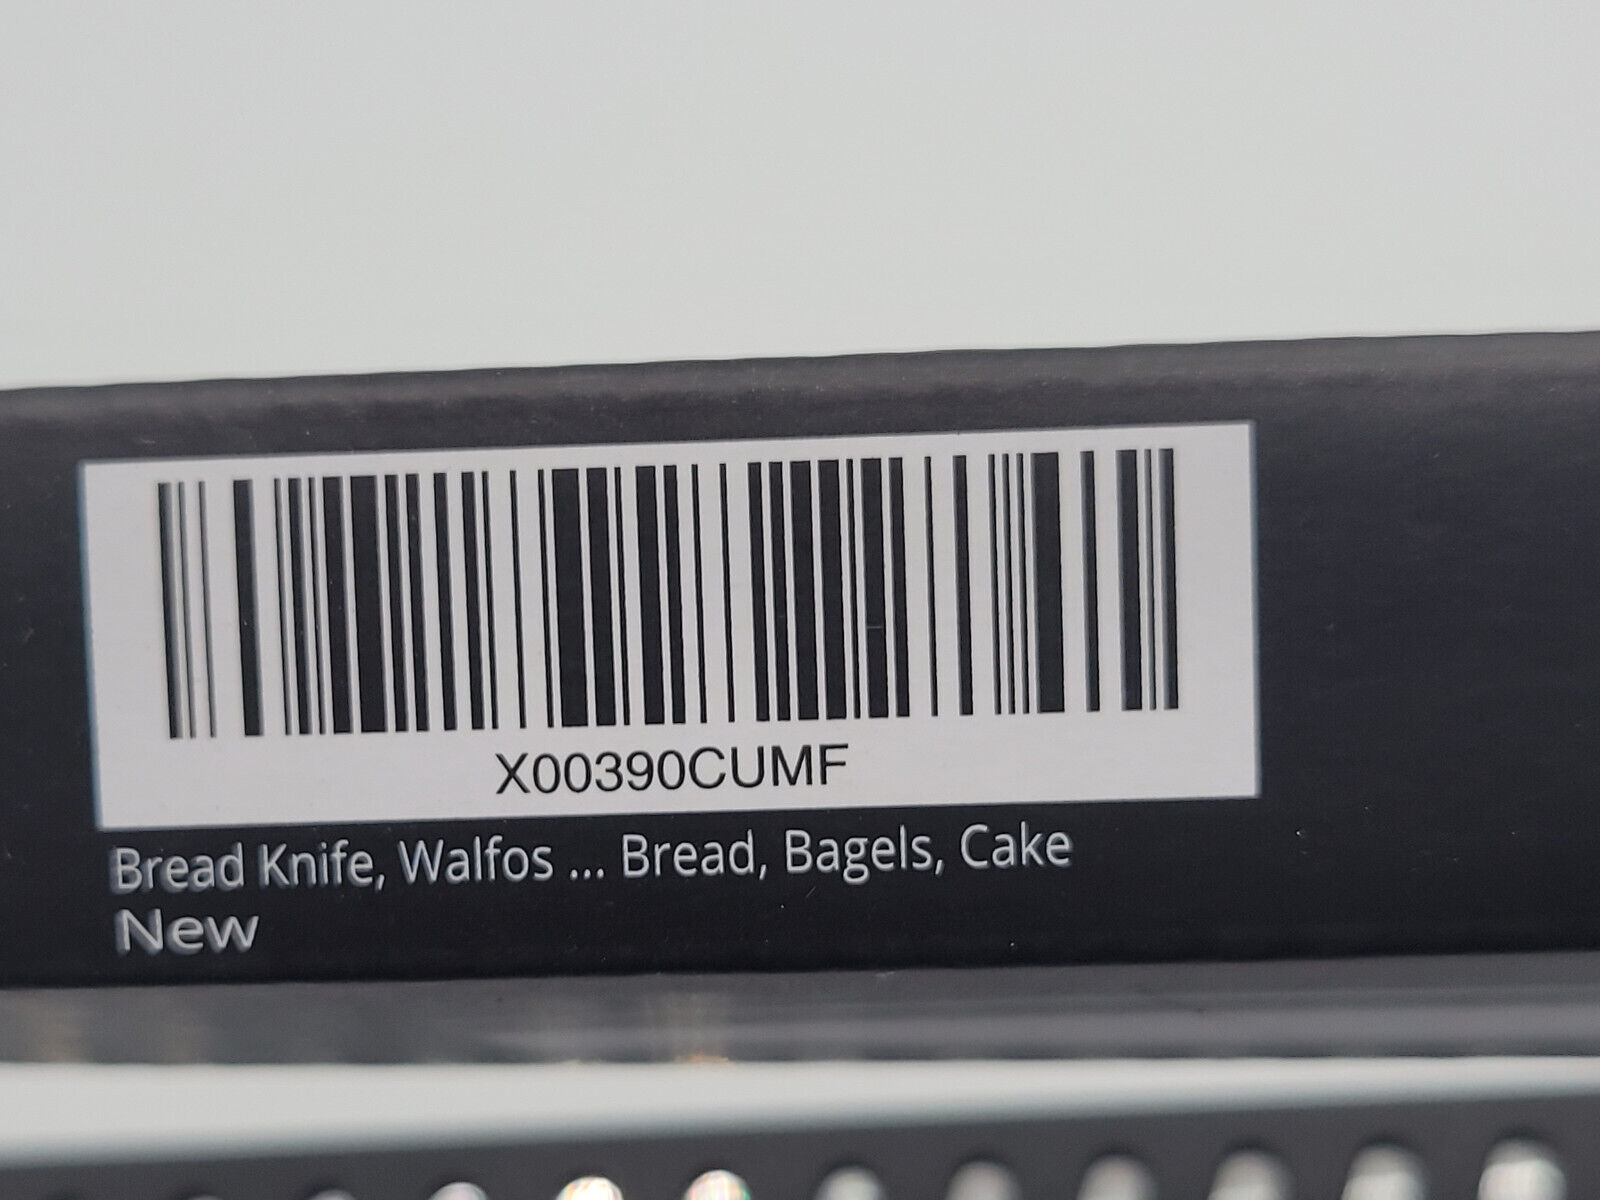 X00390CUMF
Bread Knife, Walfos ... Bread, Bagels, Cake
New